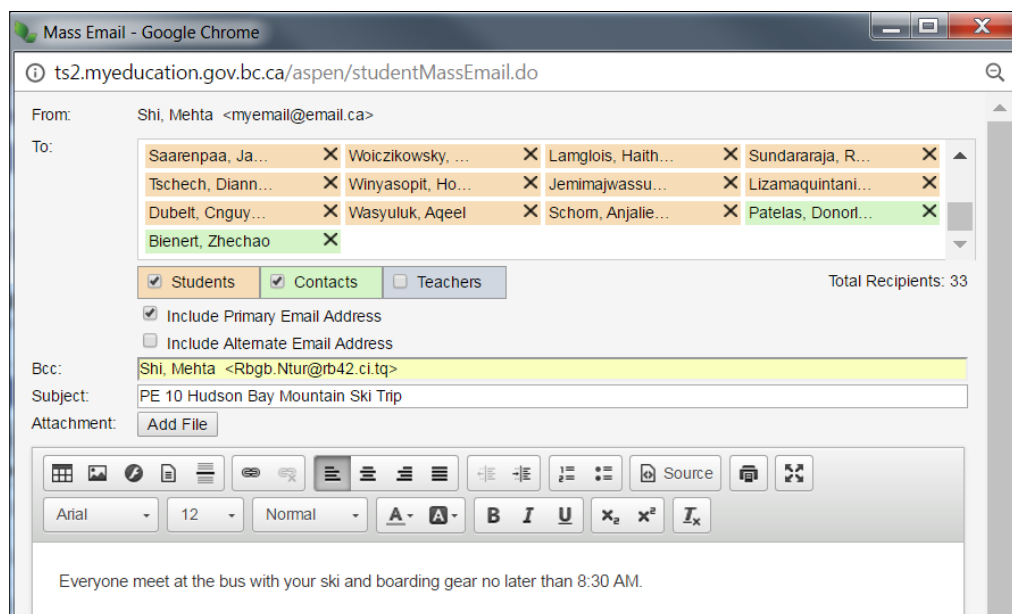 Mass Email - Google Chrome
ts2.myeducation.gov.bc.ca/aspen/studentMassEmail.do
From: Shi, Mehta <myemail@email.ca>
To:
Saarenpaa, Ja... Woiczikowsky, ... Lamglois, Haith... Sundararaja, R...
Tschech, Diann... Winyasopit, Ho... Jemimajwassu... Lizamaquintani...
Dubelt, Cnguy... Wasyuluk, Aqeel Schom, Anjalie... Patelas, Donorl...
Bienert, Zhechao
Students Contacts Teachers Total Recipients: 33
Include Primary Email Address
Include Alternate Email Address
Bcc: Shi, Mehta <Rbgb.Ntur@rb42.ci.tq>
Subject: PE 10 Hudson Bay Mountain Ski Trip
Attachment: Add File
Source
Arial 12 Normal A A B I U x₂ x² Ix
Everyone meet at the bus with your ski and boarding gear no later than 8:30 AM.